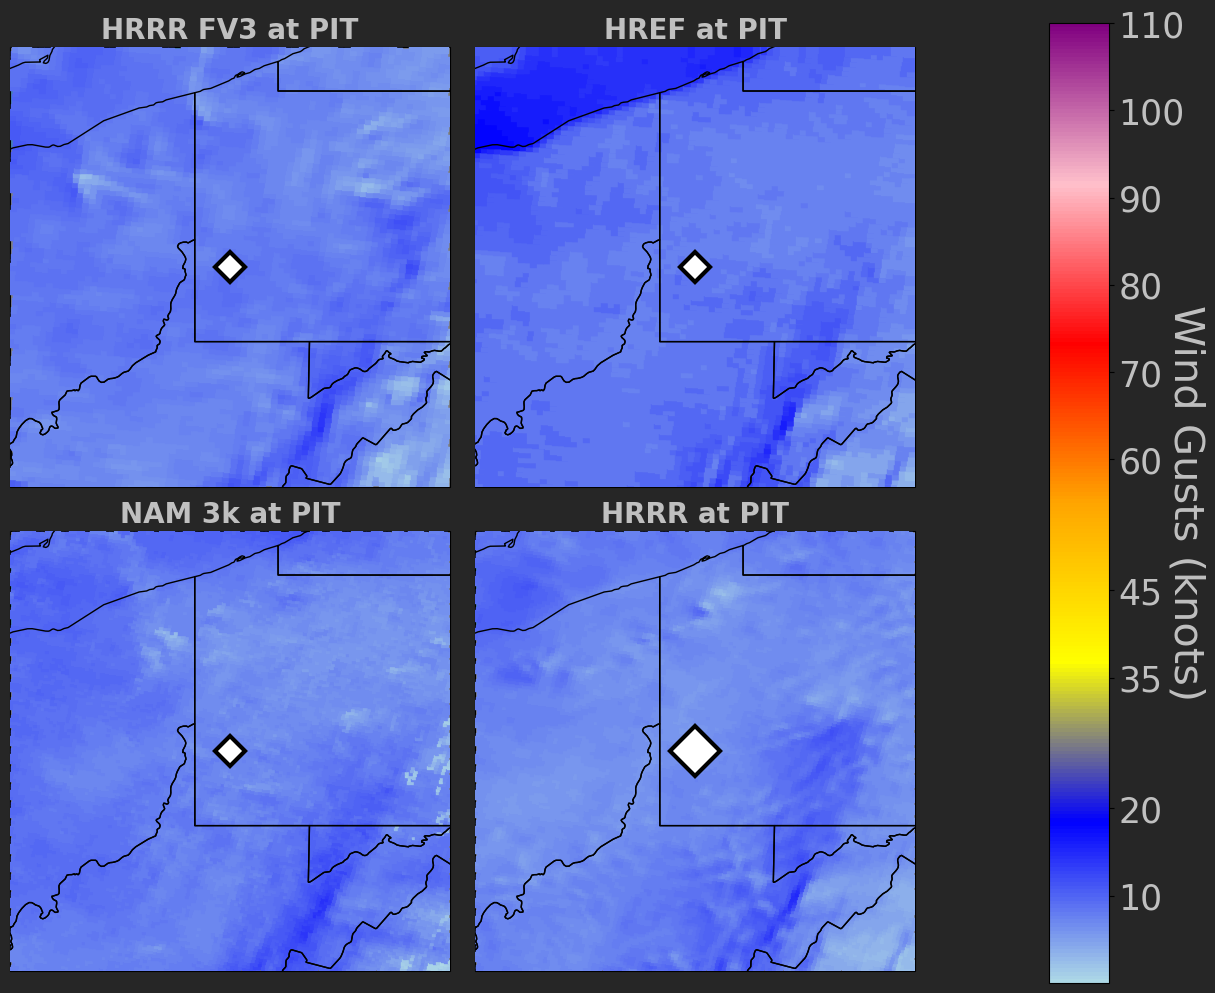 HRRR FV3 at PIT
HREF at PIT
NAM 3k at PIT
HRRR at PIT
110
100
90
80
70
60
45
35
20
10
Wind Gusts (knots)